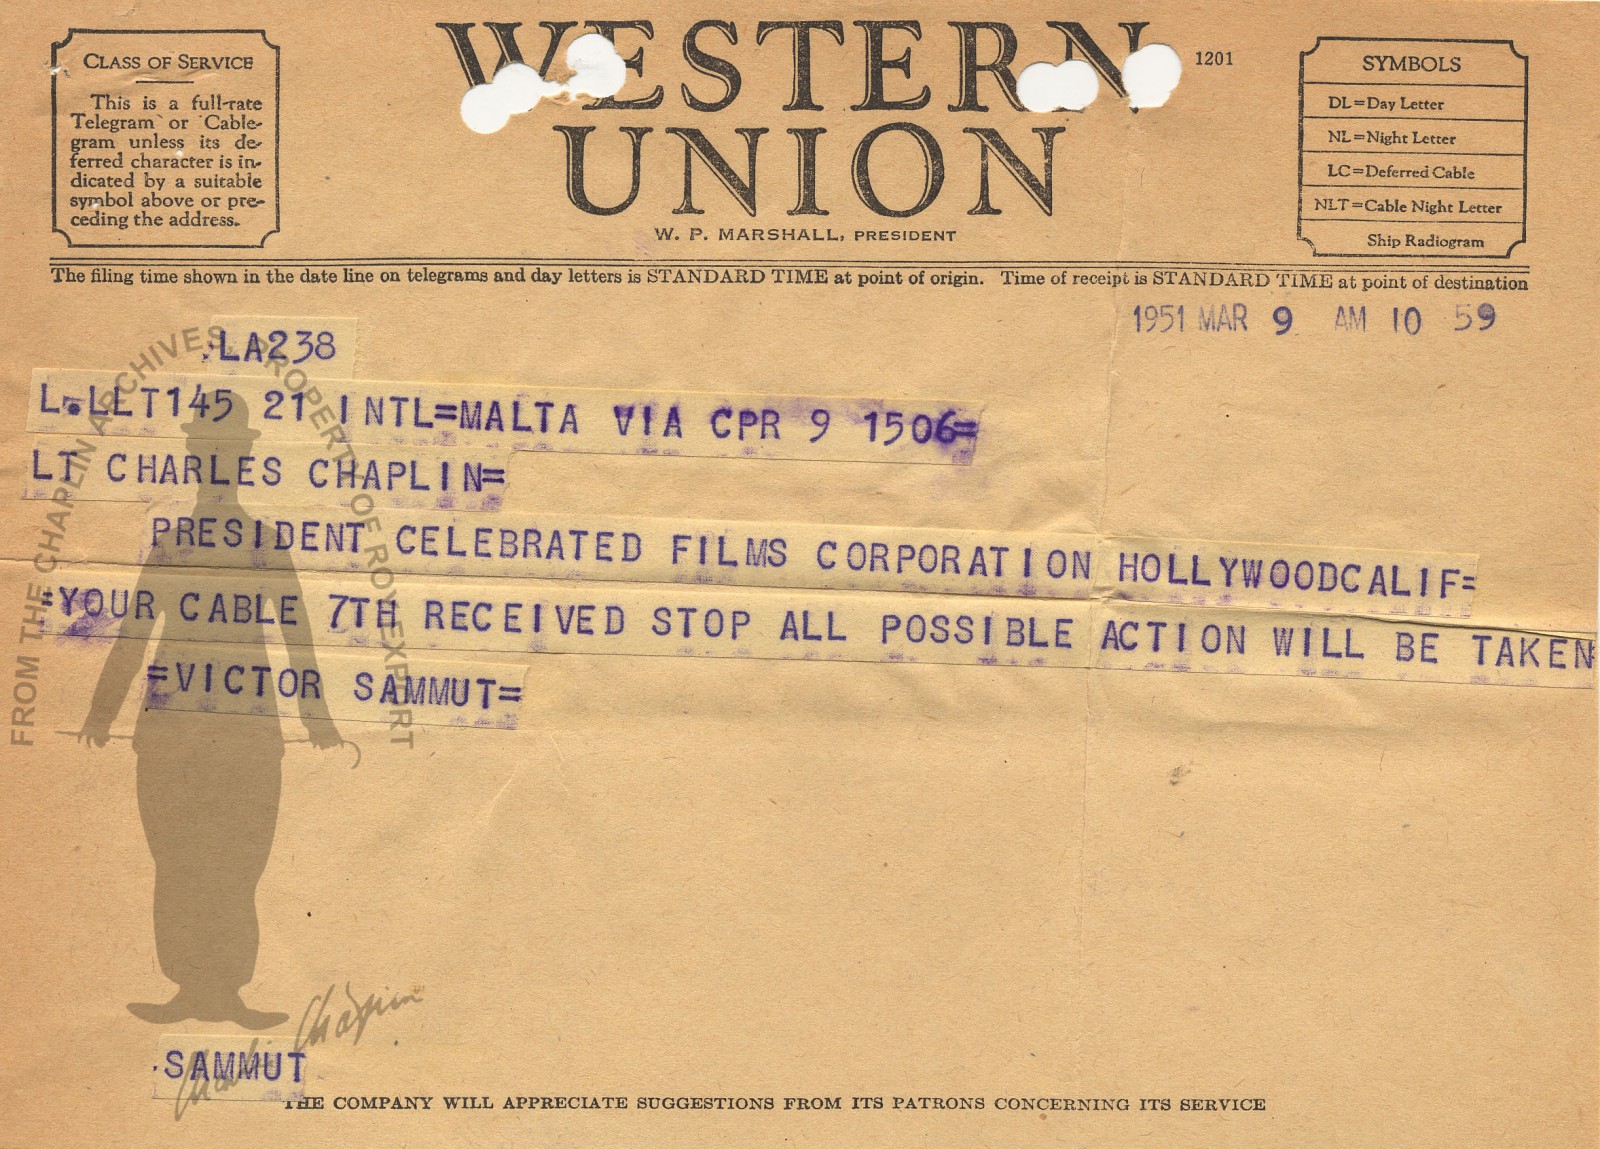 CLASS OF SERVICE
This is a full-rate
Telegram or Cable-
gram unless its de-
ferred character is in-
dicated by a suitable
symbol above or pre-
ceding the address.
WESTERN
UNION
1201
W. P. MARSHALL, PRESIDENT
SYMBOLS
DL=Day Letter
NL=Night Letter
LC=Deferred Cable
NLT=Cable Night Letter
Ship Radiogram
The filing time shown in the date line on telegrams and day letters is STANDARD TIME at point of origin. Time of receipt is STANDARD TIME at point of destination
1951 MAR 9 AM 10 59
.LA238
L.LLT145 21 INTL=MALTA VIA CPR 9 1506=
LT CHARLES CHAPLIN=
PRESIDENT CELEBRATED FILMS CORPORATION HOLLYWOODCALIF=
=YOUR CABLE 7TH RECEIVED STOP ALL POSSIBLE ACTION WILL BE TAKEN
=VICTOR SAMMUT=
FROM THE CHAPLIN ARCHIVES, PROPERTY OF ROY EXPORT
Charlie Chaplin
.SAMMUT
THE COMPANY WILL APPRECIATE SUGGESTIONS FROM ITS PATRONS CONCERNING ITS SERVICE